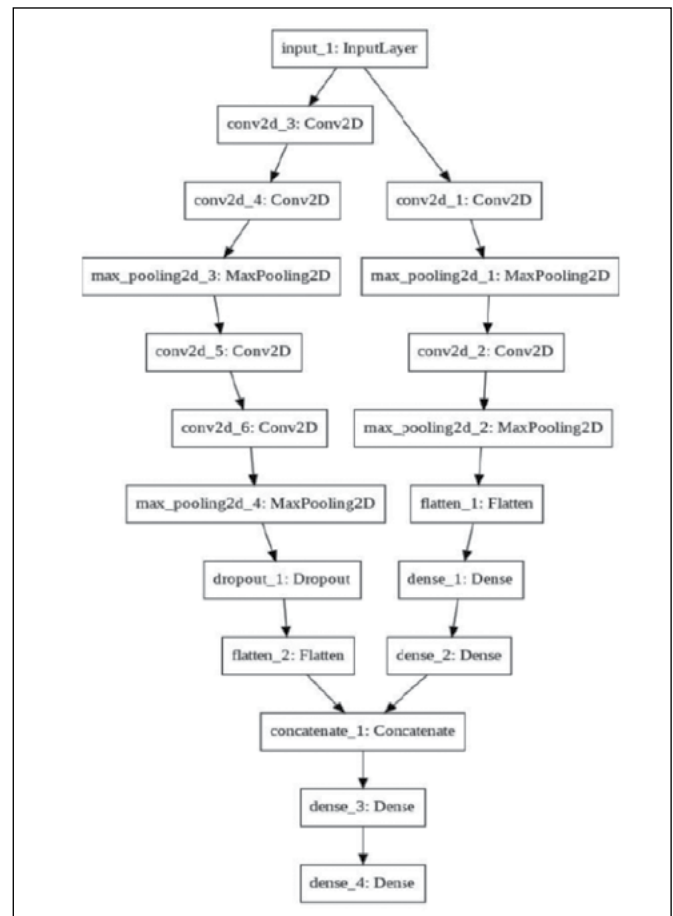 input_1: InputLayer
conv2d_3: Conv2D
conv2d_4: Conv2D
conv2d_1: Conv2D
max_pooling2d_3: MaxPooling2D
max_pooling2d_1: MaxPooling2D
conv2d_5: Conv2D
conv2d_2: Conv2D
conv2d_6: Conv2D
max_pooling2d_2: MaxPooling2D
max_pooling2d_4: MaxPooling2D
flatten_1: Flatten
dropout_1: Dropout
dense_1: Dense
flatten_2: Flatten
dense_2: Dense
concatenate_1: Concatenate
dense_3: Dense
dense_4: Dense